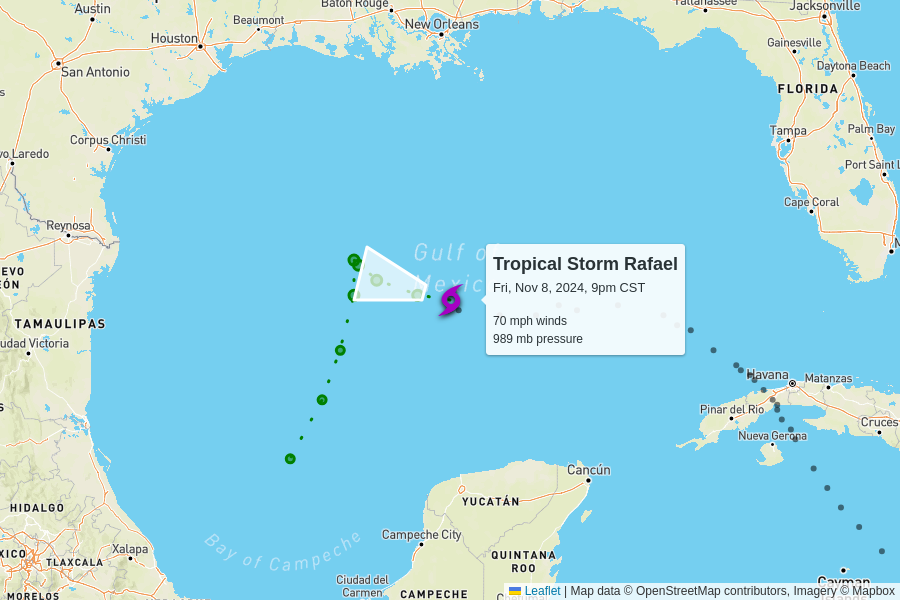 Austin
Beaumont
Baton Rouge
New Orleans
Tallahassee
Jacksonville
Houston
Gainesville
San Antonio
Daytona Beach
FLORIDA
Corpus Christi
Tampa
Palm Bay
vo Laredo
Port Saint L
Cape Coral
Reynosa
Gulf of
Mexic
Tropical Storm Rafael
Fri, Nov 8, 2024, 9pm CST
70 mph winds
989 mb pressure
EVO
EÓN
TAMAULIPAS
udad Victoria
Havana
Matanzas
Pinar del Río
Cruces
Nueva Gerona
Cancún
YUCATÁN
HIDALGO
Campeche City
Bay of Campeche
Xalapa
XICO
TLAXCALA
QUINTANA
ROO
Ciudad del
Carmen
CAMPECHE
MORELOS
Cayman
Leaflet | Map data © OpenStreetMap contributors, Imagery © Mapbox